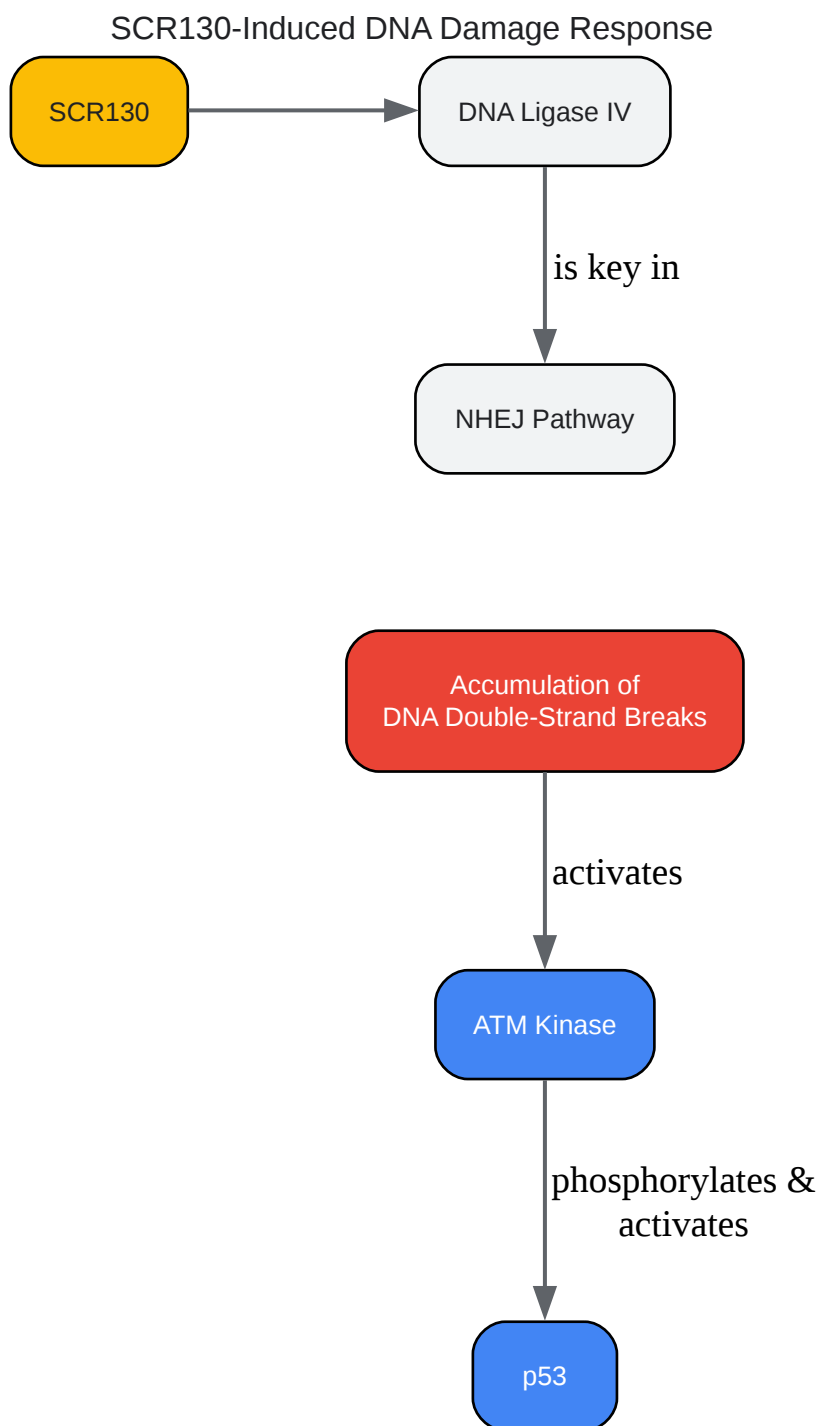 SCR130-Induced DNA Damage Response
SCR130
DNA Ligase IV
is key in
NHEJ Pathway
Accumulation of
DNA Double-Strand Breaks
activates
ATM Kinase
phosphorylates &
activates
p53